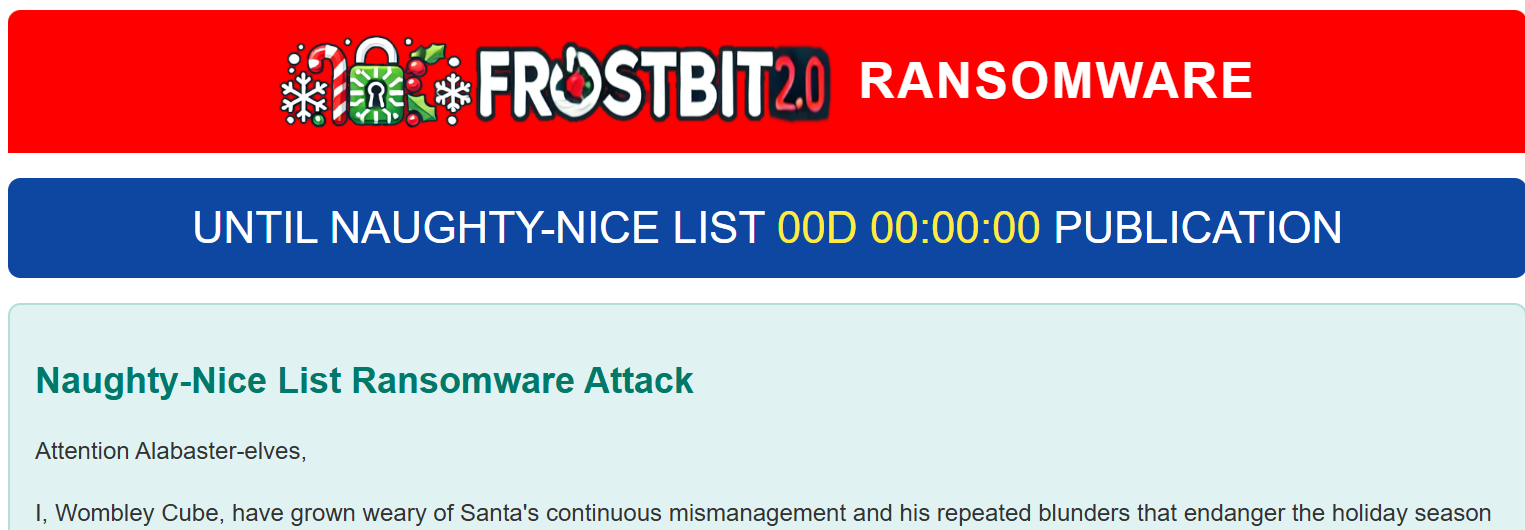 FROSTBIT2.0 RANSOMWARE
UNTIL NAUGHTY-NICE LIST 00D 00:00:00 PUBLICATION
Naughty-Nice List Ransomware Attack
Attention Alabaster-elves,
I, Wombley Cube, have grown weary of Santa's continuous mismanagement and his repeated blunders that endanger the holiday season